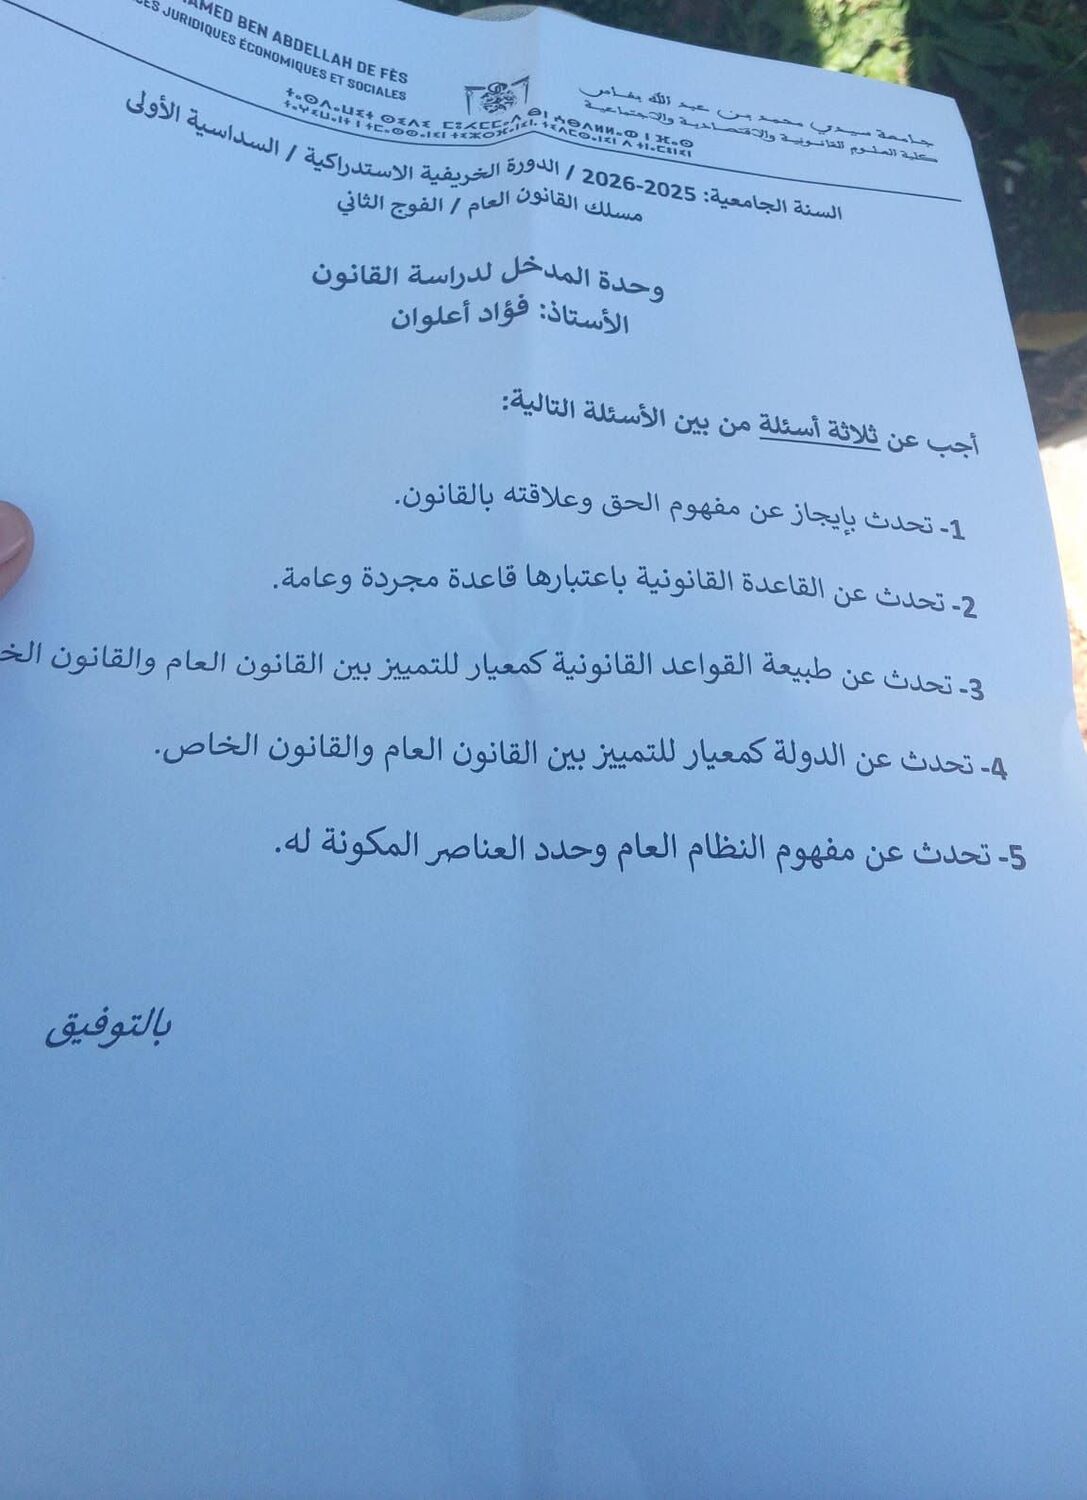 AMED BEN ABDELLAH DE FÈS
ES JURIDIQUES ÉCONOMIQUES ET SOCIALES
جامعة سيدي محمد بن عبد الله بفاس
كلية العلوم القانونية والاقتصادية والاجتماعية
السنة الجامعية: 2025-2026 / الدورة الخريفية الاستدراكية / السداسية الأولى
مسلك القانون العام / الفوج الثاني
وحدة المدخل لدراسة القانون
الأستاذ: فؤاد أعلوان
أجب عن ثلاثة أسئلة من بين الأسئلة التالية:
1- تحدث بإيجاز عن مفهوم الحق وعلاقته بالقانون.
2- تحدث عن القاعدة القانونية باعتبارها قاعدة مجردة وعامة.
3- تحدث عن طبيعة القواعد القانونية كمعيار للتمييز بين القانون العام والقانون الخ
4- تحدث عن الدولة كمعيار للتمييز بين القانون العام والقانون الخاص.
5- تحدث عن مفهوم النظام العام وحدد العناصر المكونة له.
بالتوفيق